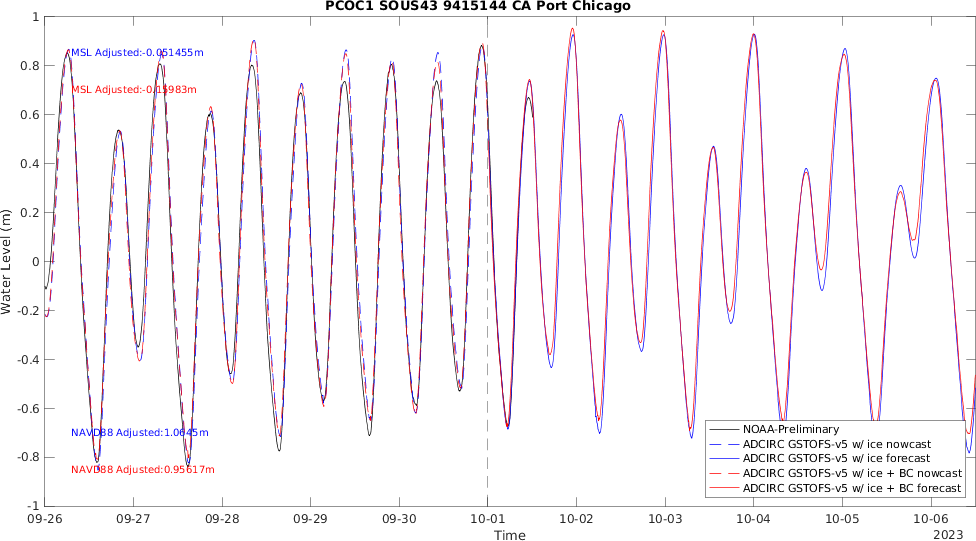 PCOC1 SOUS43 9415144 CA Port Chicago
1
0.8
0.6
0.4
0.2
0
-0.2
-0.4
-0.6
-0.8
-1
Water Level (m)
MSL Adjusted:-0.051455m
MSL Adjusted:-0.15983m
NAVD88 Adjusted:1.0645m
NAVD88 Adjusted:0.95617m
NOAA-Preliminary
ADCIRC GSTOFS-v5 w/ ice nowcast
ADCIRC GSTOFS-v5 w/ ice forecast
ADCIRC GSTOFS-v5 w/ ice + BC nowcast
ADCIRC GSTOFS-v5 w/ ice + BC forecast
09-26 09-27 09-28 09-29 09-30 10-01 10-02 10-03 10-04 10-05 10-06
Time
2023